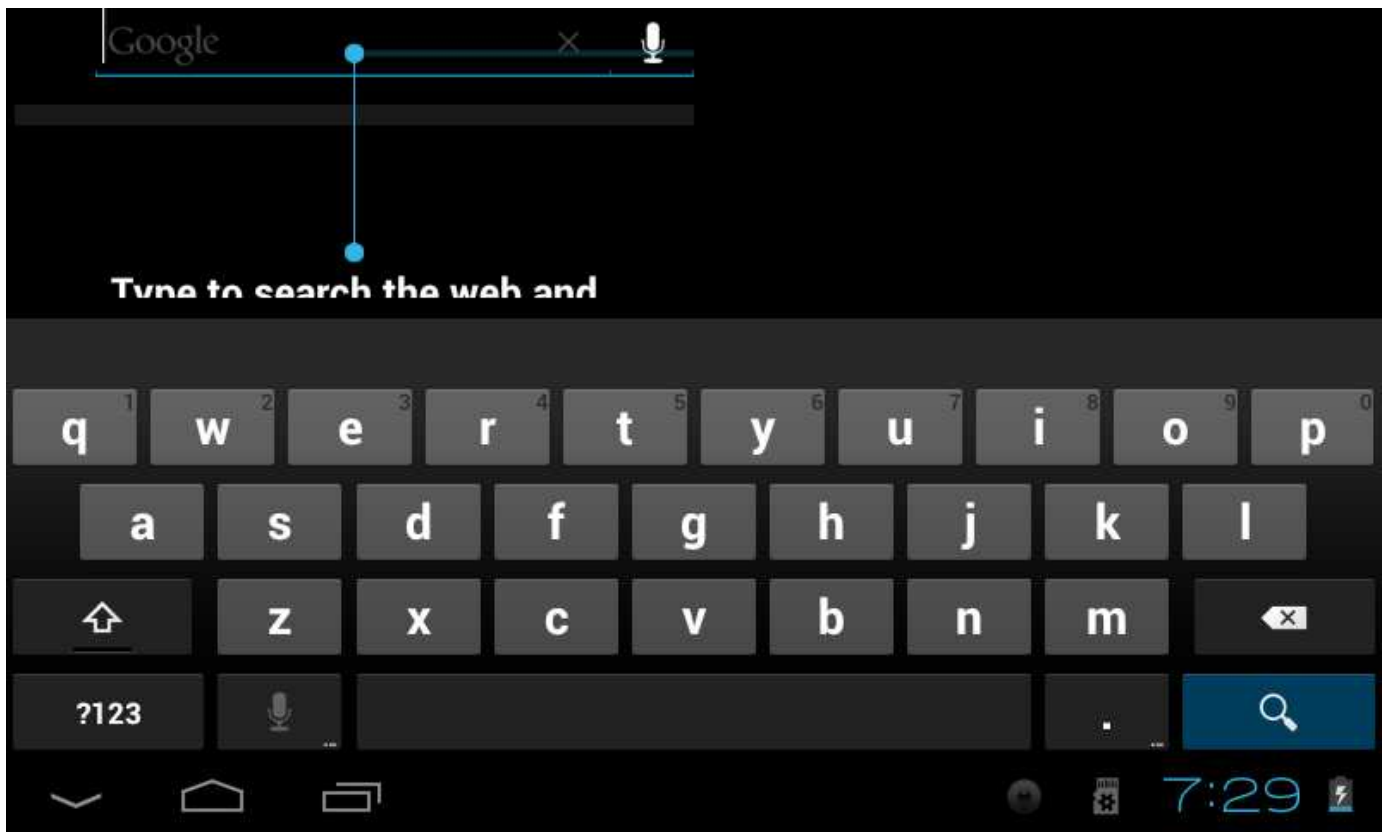 Google
Type to search the web and
1 2 3 4 5 6 7 8 9 0
q w e r t y u i o p
a s d f g h j k l
z x c v b n m
?123 .
7:29